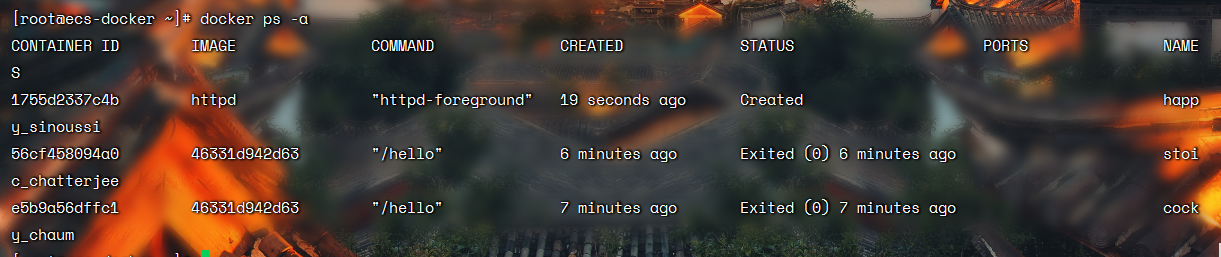 [root@ecs-docker ~]# docker ps -a
CONTAINER ID        IMAGE               COMMAND              CREATED             STATUS                     PORTS               NAME
S
1755d2337c4b        httpd               "httpd-foreground"   19 seconds ago      Created                                        happ
y_sinoussi
56cf458094a0        46331d942d63        "/hello"             6 minutes ago       Exited (0) 6 minutes ago                       stoi
c_chatterjee
e5b9a56dffc1        46331d942d63        "/hello"             7 minutes ago       Exited (0) 7 minutes ago                       cock
y_chaum